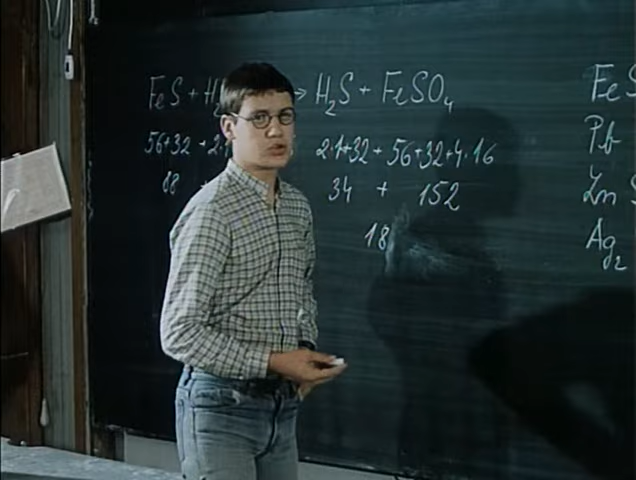 FeS + H → H₂S + FeSO₄
56+32 + 2· 2·1+32 + 56+32+4·16
88 34 + 152
18
FeS
Pb
Zn S
Ag₂